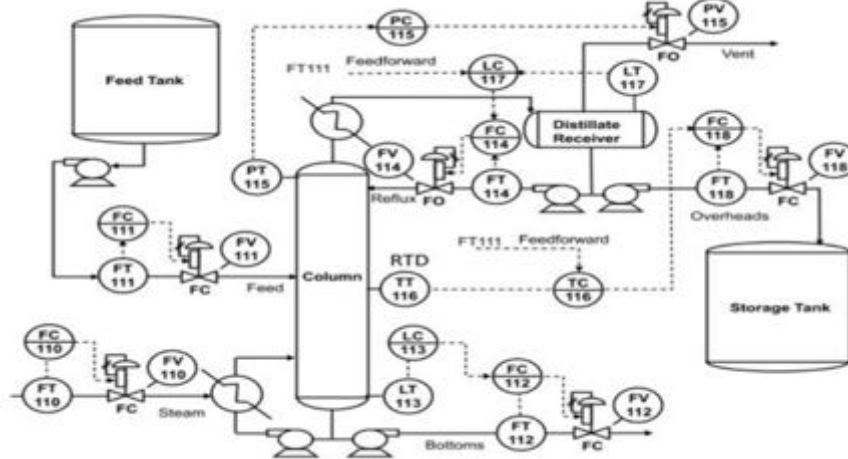 PC
115
PV
115
FO
Vent
Feed Tank
FT111
Feedforward
LC
117
LT
117
FC
114
Distillate
Receiver
FC
118
FV
118
FV
114
PT
115
FT
114
Reflux
FO
FT
118
FC
Overheads
FC
111
FV
111
FT
111
FC
Feed
Column
FT111
Feedforward
RTD
TT
116
TC
116
Storage Tank
FC
110
FV
110
FT
110
FC
Steam
LC
113
LT
113
FC
112
FV
112
FT
112
FC
Bottoms